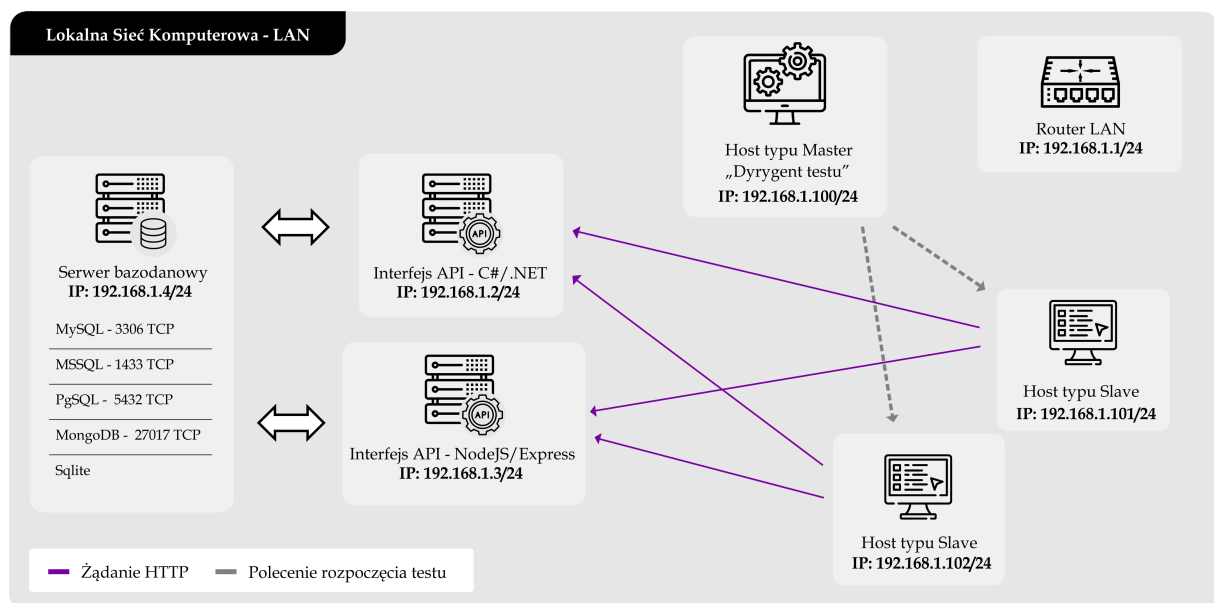 Lokalna Sieć Komputerowa - LAN
Host typu Master
„Dyrygent testu”
IP: 192.168.1.100/24
Router LAN
IP: 192.168.1.1/24
Serwer bazodanowy
IP: 192.168.1.4/24
MySQL - 3306 TCP
MSSQL - 1433 TCP
PgSQL - 5432 TCP
MongoDB - 27017 TCP
Sqlite
API
Interfejs API - C#/.NET
IP: 192.168.1.2/24
API
Interfejs API - NodeJS/Express
IP: 192.168.1.3/24
Host typu Slave
IP: 192.168.1.101/24
Host typu Slave
IP: 192.168.1.102/24
Żądanie HTTP
Polecenie rozpoczęcia testu